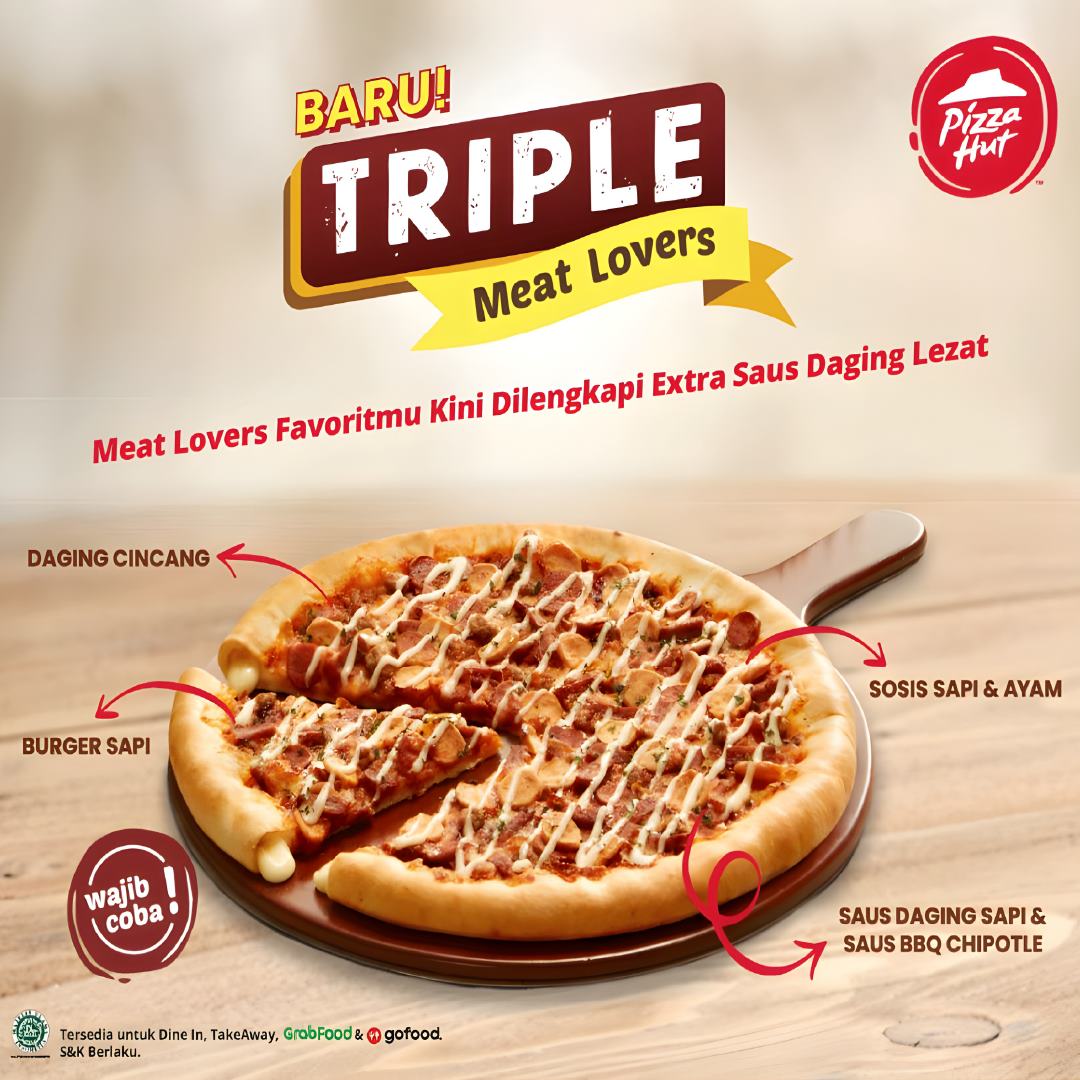 BARU!
TRIPLE
Meat Lovers
Pizza
Hut
™
Meat Lovers Favoritmu Kini Dilengkapi Extra Saus Daging Lezat
DAGING CINCANG
SOSIS SAPI & AYAM
BURGER SAPI
wajib
coba!
SAUS DAGING SAPI &
SAUS BBQ CHIPOTLE
Tersedia untuk Dine In, TakeAway, GrabFood & gofood.
S&K Berlaku.